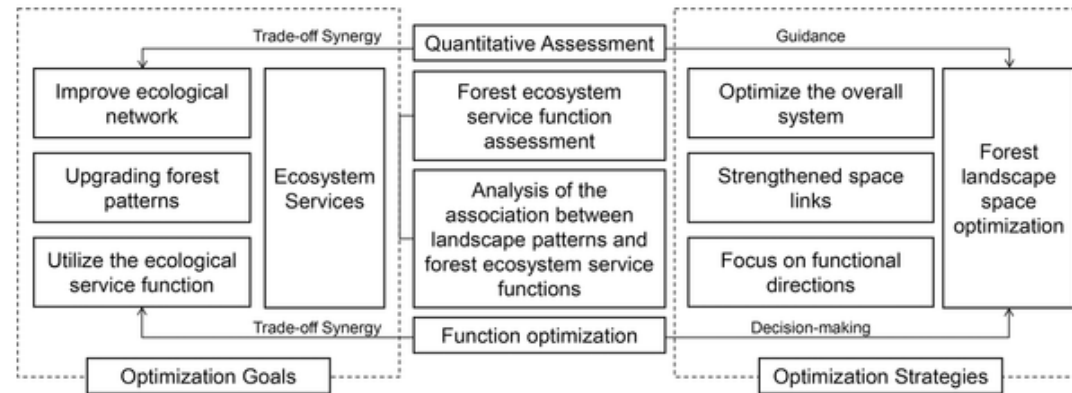 Trade-off Synergy
Quantitative Assessment
Guidance
Improve ecological
network
Upgrading forest
patterns
Utilize the ecological
service function
Ecosystem
Services
Forest ecosystem
service function
assessment
Analysis of the
association between
landscape patterns and
forest ecosystem service
functions
Optimize the overall
system
Strengthened space
links
Focus on functional
directions
Forest
landscape
space
optimization
Trade-off Synergy
Function optimization
Decision-making
Optimization Goals
Optimization Strategies